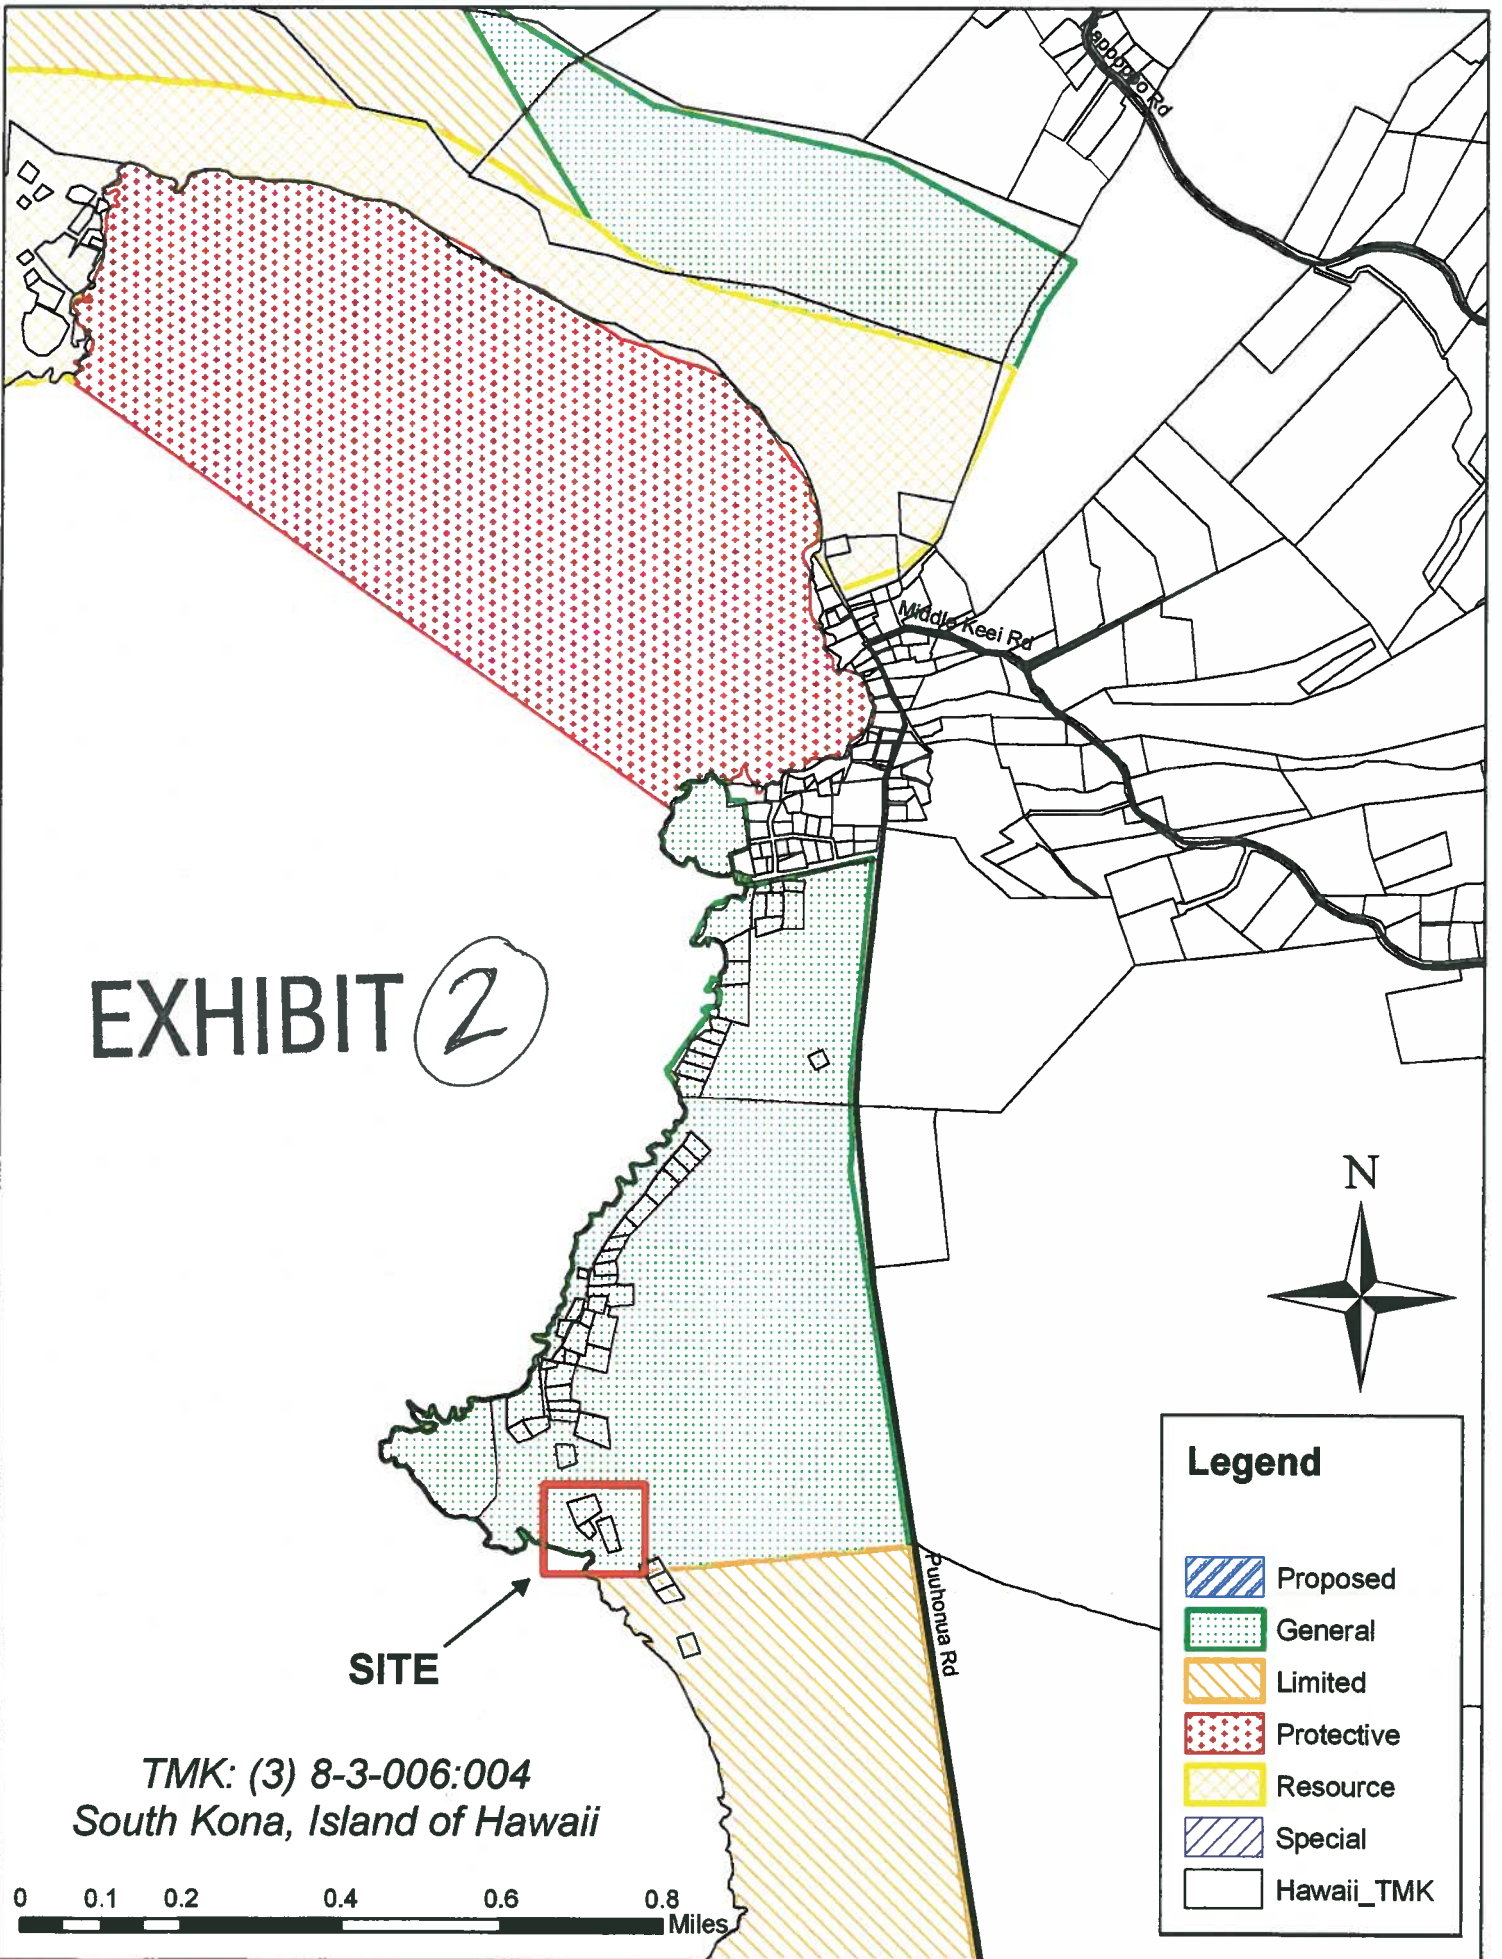 apoopoo Rd
Middle Keei Rd
EXHIBIT 2
N
Legend
Proposed
General
Limited
Protective
Resource
Special
Hawaii_TMK
Puuhonua Rd
SITE
TMK: (3) 8-3-006:004
South Kona, Island of Hawaii
0 0.1 0.2 0.4 0.6 0.8
Miles